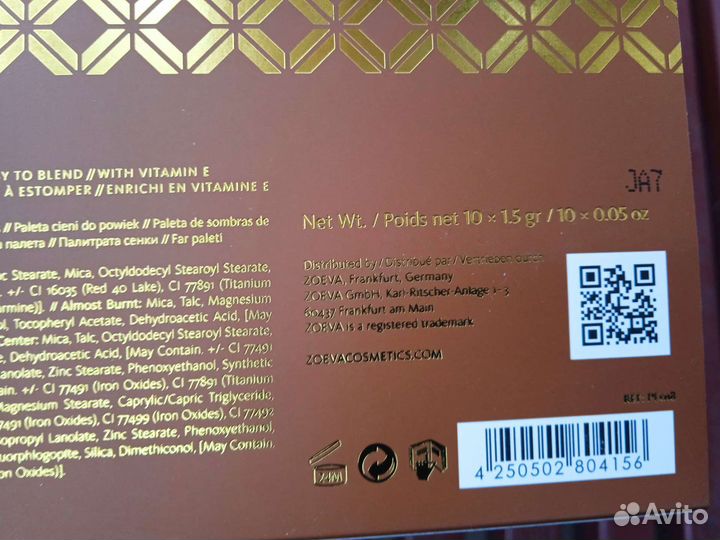 Y TO BLEND // WITH VITAMIN E
À ESTOMPER // ENRICHI EN VITAMINE E
// Paleta cieni do powiek // Paleta de sombras de
палета // Палитрата сенки // Far paleti
Stearate, Mica, Octyldodecyl Stearoyl Stearate,
+/- CI 16035 (Red 40 Lake), CI 77891 (Titanium
rmine)]. // Almost Burnt: Mica, Talc, Magnesium
ol, Tocopheryl Acetate, Dehydroacetic Acid, [May
Center: Mica, Talc, Octyldodecyl Stearoyl Stearate,
e, Dehydroacetic Acid, [May Contain. +/- CI 77491
anolate, Zinc Stearate, Phenoxyethanol, Synthetic
ain. +/- CI 77491 (Iron Oxides), CI 77891 (Titanium
Magnesium Stearate, Caprylic/Capric Triglyceride,
7491 (Iron Oxides), CI 77499 (Iron Oxides), CI 77492
sopropyl Lanolate, Zinc Stearate, Phenoxyethanol,
uorphlogopite, Silica, Dimethiconol, [May Contain.
on Oxides)].
JA7
Net Wt. / Poids net 10 × 1.5 gr / 10 × 0.05 oz
Distributed by / Distribué par / Vertrieben durch
ZOEVA, Frankfurt, Germany
ZOEVA GmbH, Karl-Ritscher-Anlage 1-3
60437 Frankfurt am Main
ZOEVA is a registered trademark
ZOEVACOSMETICS.COM
24M
4 250502 804156
Avito